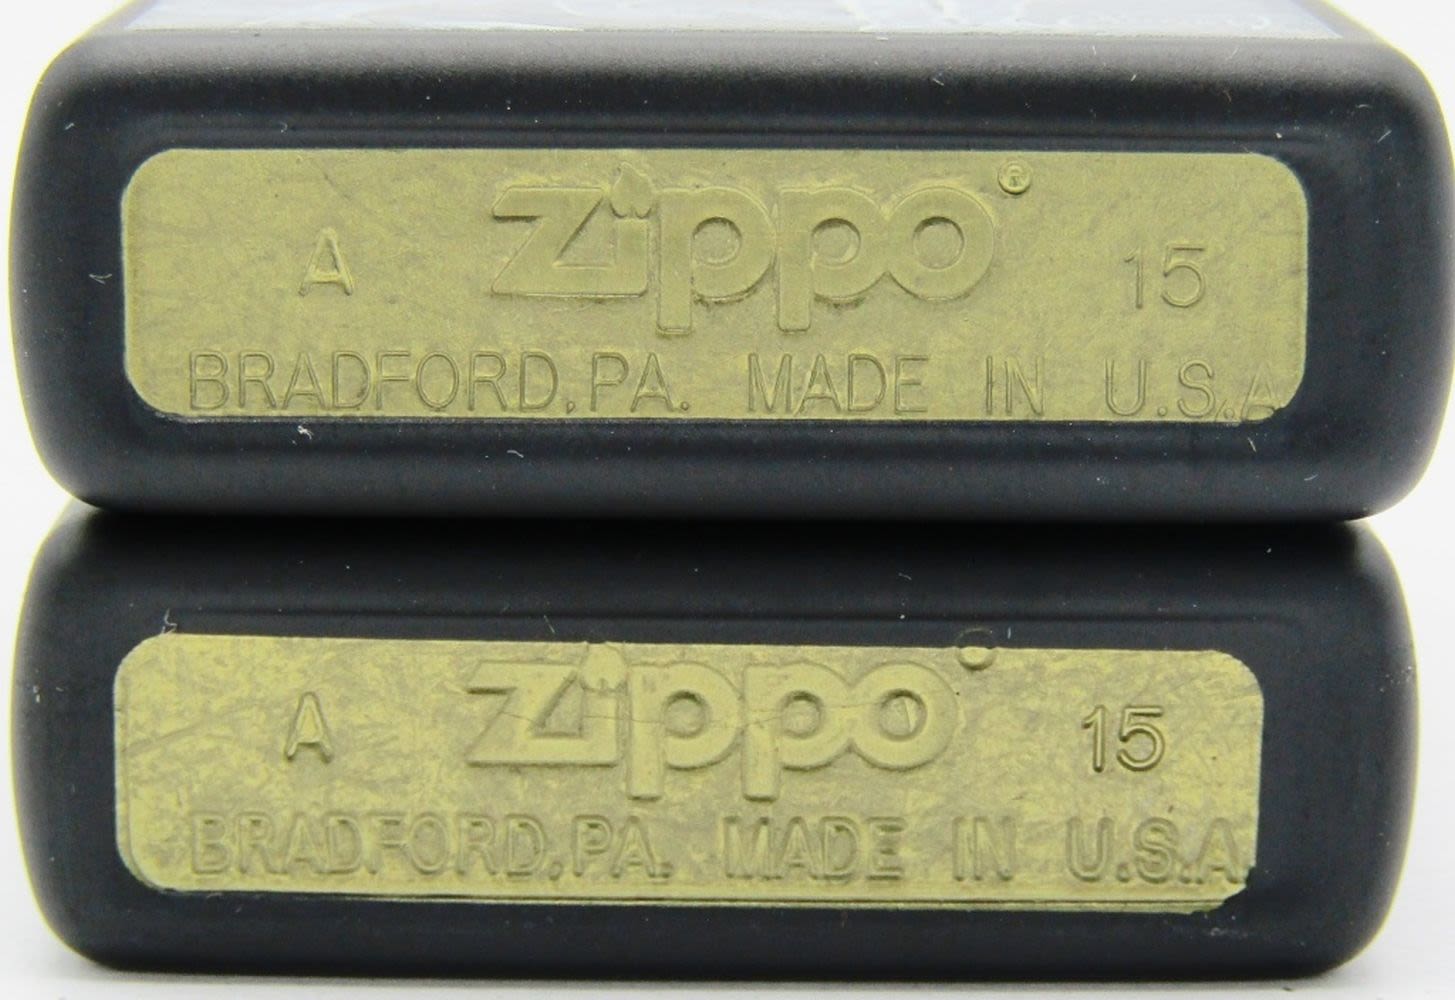 A Zippo® 15
BRADFORD,PA. MADE IN U.S.A
A Zippo 15
BRADFORD,PA. MADE IN U.S.A.